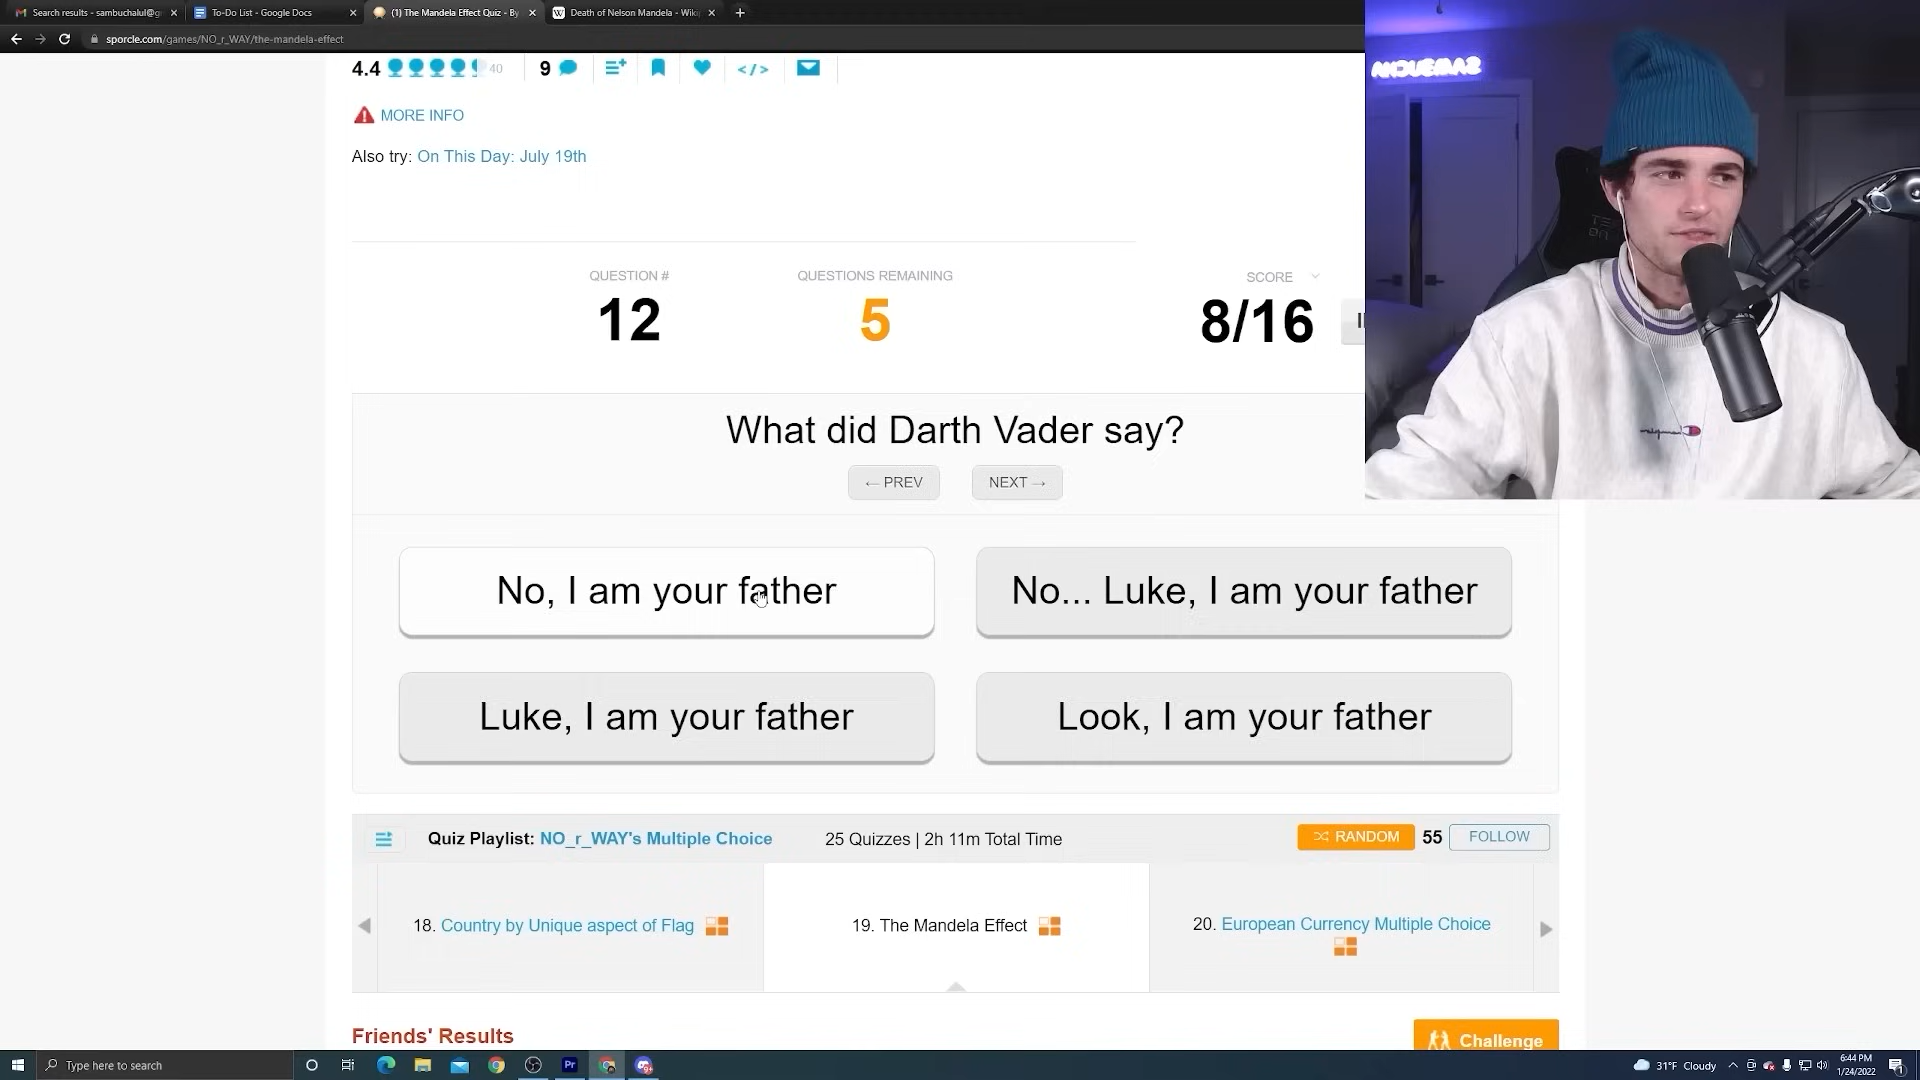 Search results - sambuchalul@g
To-Do List - Google Docs
(1) The Mandela Effect Quiz - By
Death of Nelson Mandela - Wiki
sporcle.com/games/NO_r_WAY/the-mandela-effect
4.4
40
9
</>
MORE INFO
Also try: On This Day: July 19th
QUESTION #
12
QUESTIONS REMAINING
5
SCORE
8/16
What did Darth Vader say?
← PREV
NEXT →
No, I am your father
No... Luke, I am your father
Luke, I am your father
Look, I am your father
Quiz Playlist: NO_r_WAY's Multiple Choice
25 Quizzes | 2h 11m Total Time
RANDOM
55
FOLLOW
18. Country by Unique aspect of Flag
19. The Mandela Effect
20. European Currency Multiple Choice
Friends' Results
Challenge
Type here to search
Pr
31°F Cloudy
6:44 PM
1/24/2022